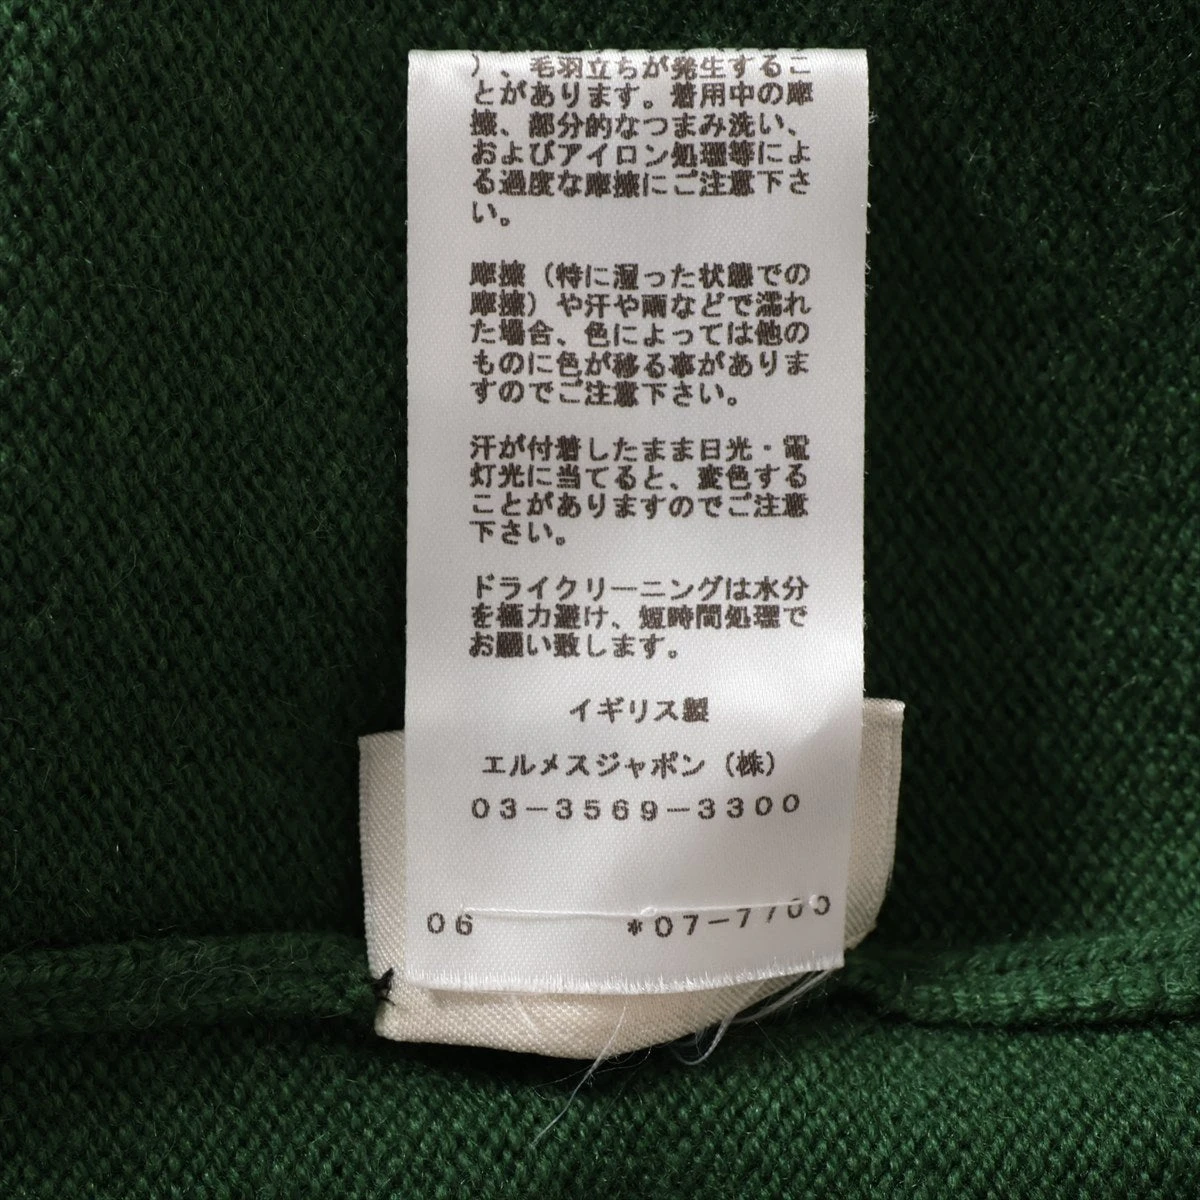 ）、毛羽立ちが発生するこ
とがあります。着用中の摩
擦、部分的なつまみ洗い、
およびアイロン処理等によ
る過度な摩擦にご注意下さ
い。
摩擦（特に湿った状態での
摩擦）や汗や雨などで濡れ
た場合、色によっては他の
ものに色が移る事がありま
すのでご注意下さい。
汗が付着したまま日光・電
灯光に当てると、変色する
ことがありますのでご注意
下さい。
ドライクリーニングは水分
を極力避け、短時間処理で
お願い致します。
イギリス製
エルメスジャポン（株）
03-3569-3300
06 *07-7700